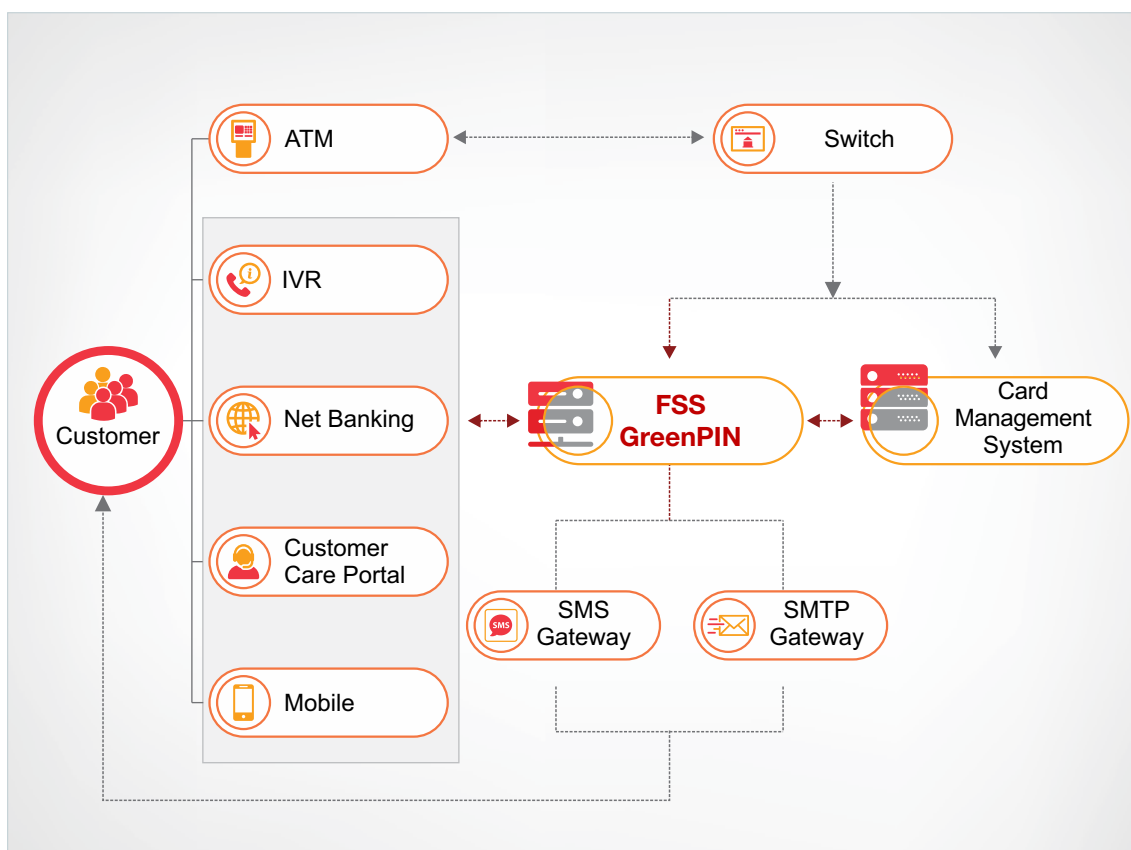 ATM
Switch
IVR
Customer
Net Banking
FSS
GreenPIN
Card
Management
System
Customer
Care Portal
SMS
SMS
Gateway
SMTP
Gateway
Mobile